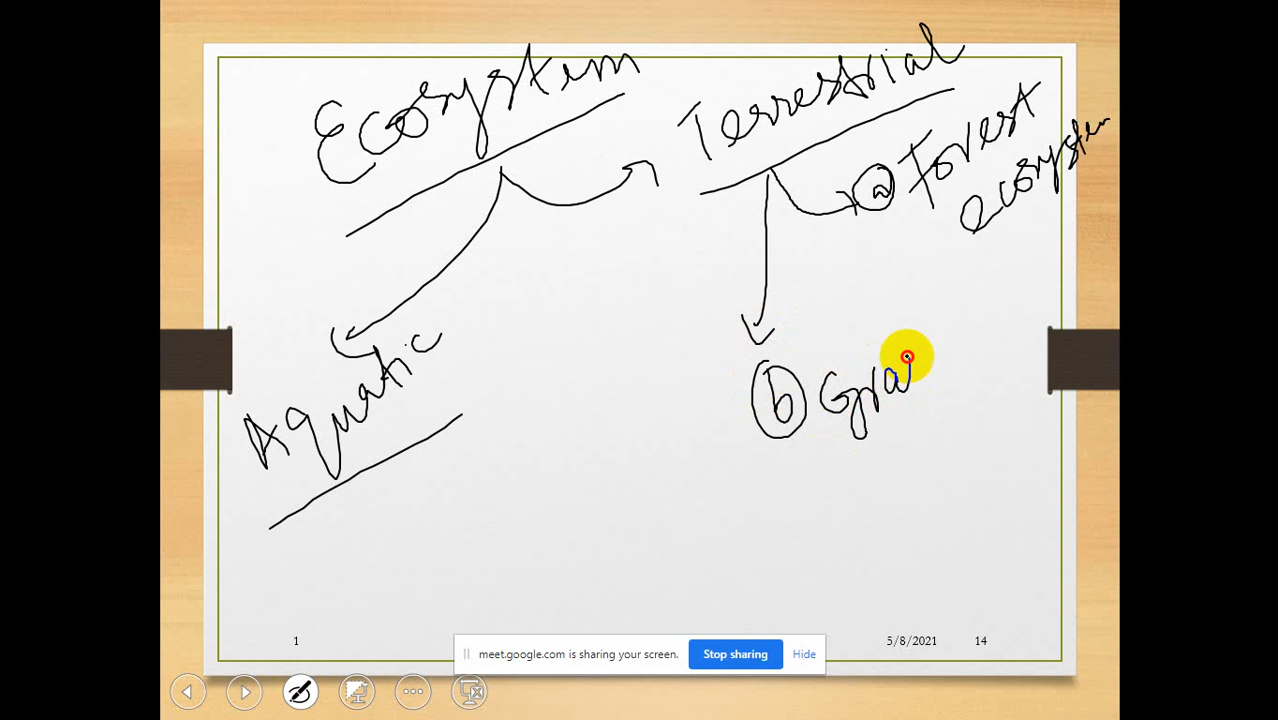 Ecosystem
Terrestrial
a Forest
ecosystem
Aquatic
b Gra
1
5/8/2021 14
meet.google.com is sharing your screen. Stop sharing Hide